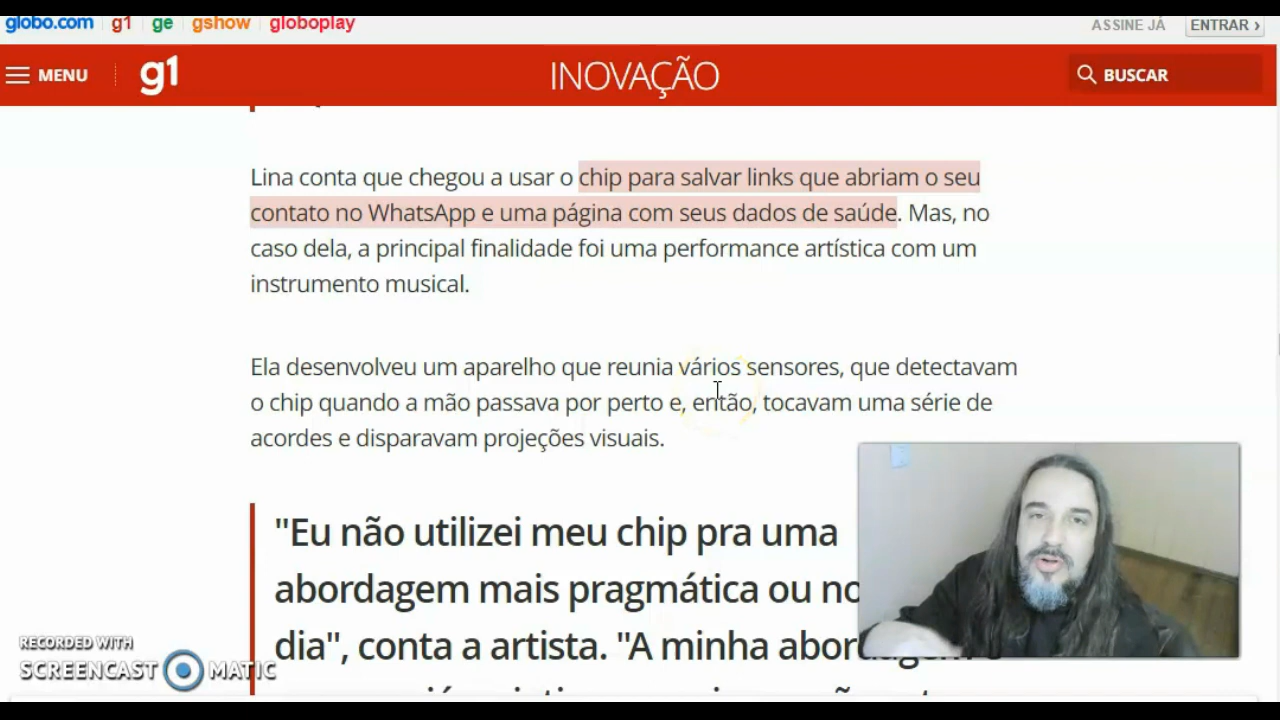 globo.com g1 ge gshow globoplay ASSINE JÁ ENTRAR ›
MENU g1 INOVAÇÃO BUSCAR
Lina conta que chegou a usar o chip para salvar links que abriam o seu
contato no WhatsApp e uma página com seus dados de saúde. Mas, no
caso dela, a principal finalidade foi uma performance artística com um
instrumento musical.
Ela desenvolveu um aparelho que reunia vários sensores, que detectavam
o chip quando a mão passava por perto e, então, tocavam uma série de
acordes e disparavam projeções visuais.
"Eu não utilizei meu chip pra uma
abordagem mais pragmática ou no
dia", conta a artista. "A minha
RECORDED WITH
SCREENCAST MATIC